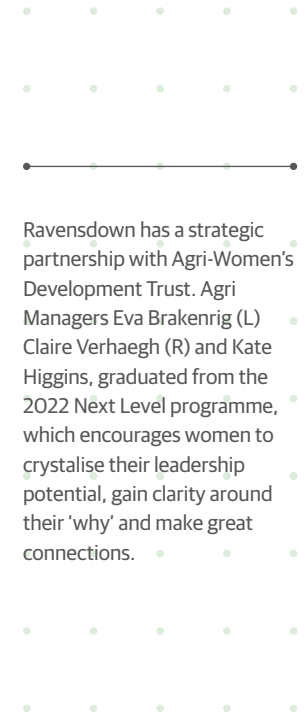 Ravensdown has a strategic
partnership with Agri-Women’s
Development Trust. Agri
Managers Eva Brakenrig (L)
Claire Verhaegh (R) and Kate
Higgins, graduated from the
2022 Next Level programme,
which encourages women to
crystalise their leadership
potential, gain clarity around
their ‘why’ and make great
connections.